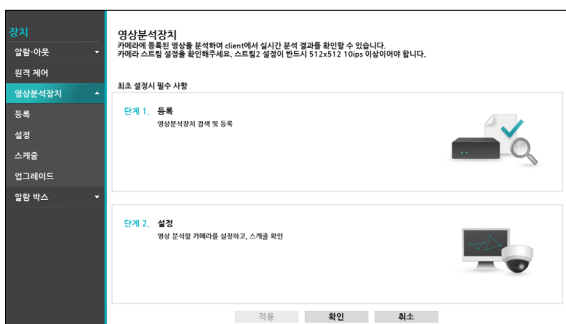 장치
알람·아웃
원격 제어
영상분석장치
등록
설정
스케줄
업그레이드
알람 박스
영상분석장치
카메라에 등록된 영상을 분석하여 client에서 실시간 분석 결과를 확인할 수 있습니다.
카메라 스트림 설정을 확인해주세요. 스트림2 설정이 반드시 512x512 10ips 이상이어야 합니다.
최초 설정시 필수 사항
단계 1. 등록
영상분석장치 검색 및 등록
단계 2. 설정
영상 분석할 카메라를 설정하고, 스케줄 확인
적용 확인 취소